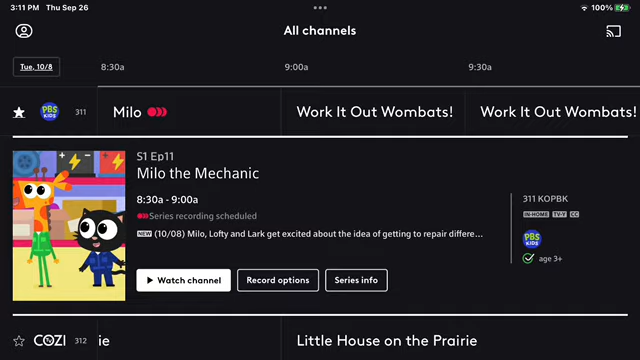 3:11 PM Thu Sep 26
100%
All channels
Tue, 10/8
8:30a
9:00a
9:30a
PBS KIDS
311
Milo
Work It Out Wombats!
Work It Out Wombats!
S1 Ep11
Milo the Mechanic
8:30a - 9:00a
Series recording scheduled
NEW (10/08) Milo, Lofty and Lark get excited about the idea of getting to repair differe...
Watch channel
Record options
Series info
311 KOPBK
IN-HOME TV-Y CC
PBS KIDS
age 3+
COZI
312
ie
Little House on the Prairie